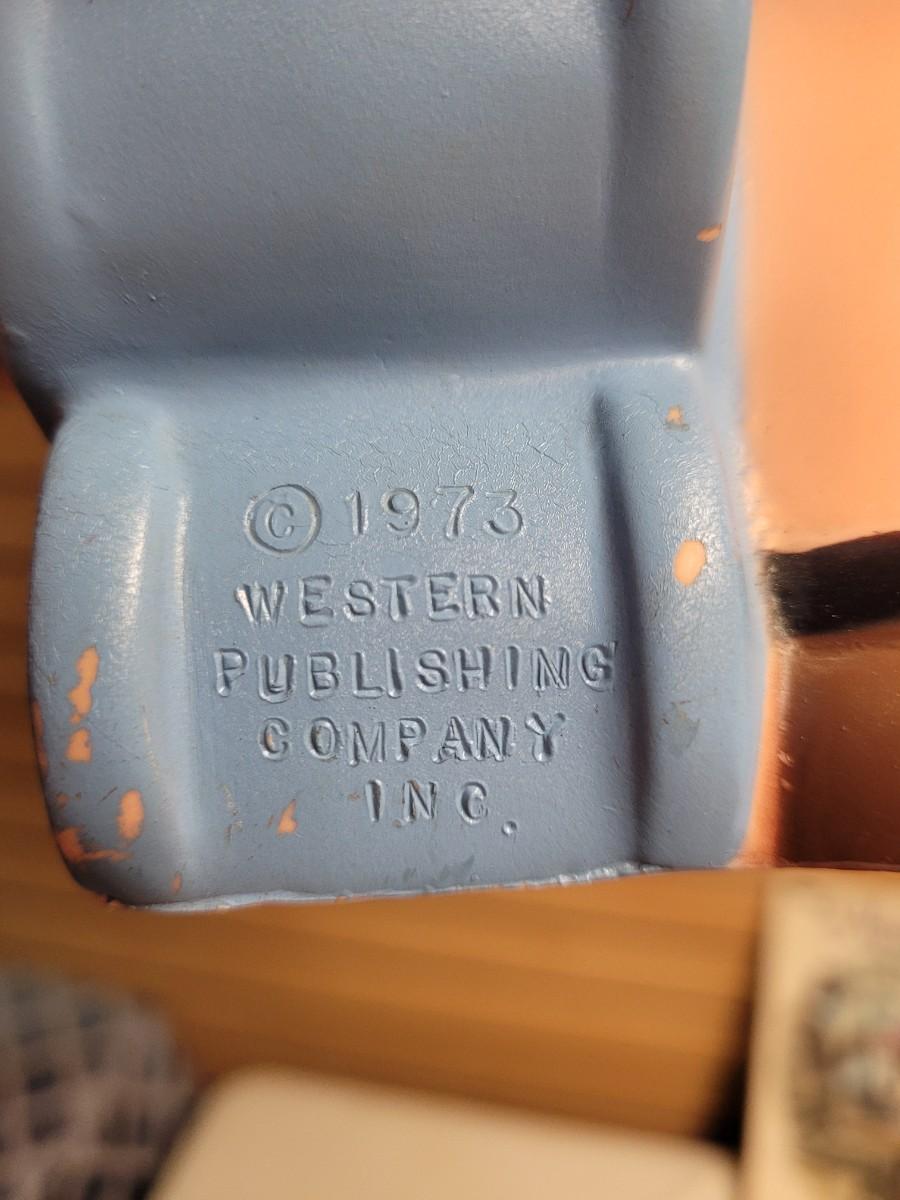 © 1973
WESTERN
PUBLISHING
COMPANY
INC.